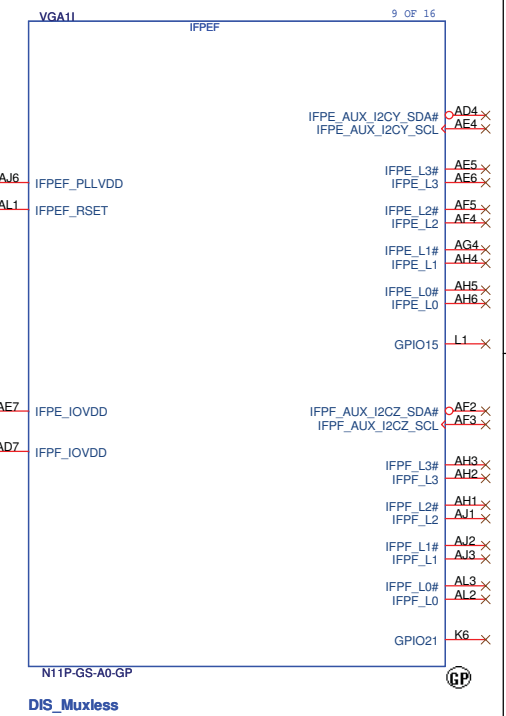 VGA1I
9 OF 16
IFPEF
IFPE_AUX_I2CY_SDA# AD4
IFPE_AUX_I2CY_SCL AE4
IFPE_L3# AE5
AJ6 IFPEF_PLLVDD IFPE_L3 AE6
AL1 IFPEF_RSET IFPE_L2# AF5
IFPE_L2 AF4
IFPE_L1# AG4
IFPE_L1 AH4
IFPE_L0# AH5
IFPE_L0 AH6
GPIO15 L1
AE7 IFPE_IOVDD IFPF_AUX_I2CZ_SDA# AF2
IFPF_AUX_I2CZ_SCL AF3
AD7 IFPF_IOVDD
IFPF_L3# AH3
IFPF_L3 AH2
IFPF_L2# AH1
IFPF_L2 AJ1
IFPF_L1# AJ2
IFPF_L1 AJ3
IFPF_L0# AL3
IFPF_L0 AL2
GPIO21 K6
N11P-GS-A0-GP
GP
DIS_Muxless